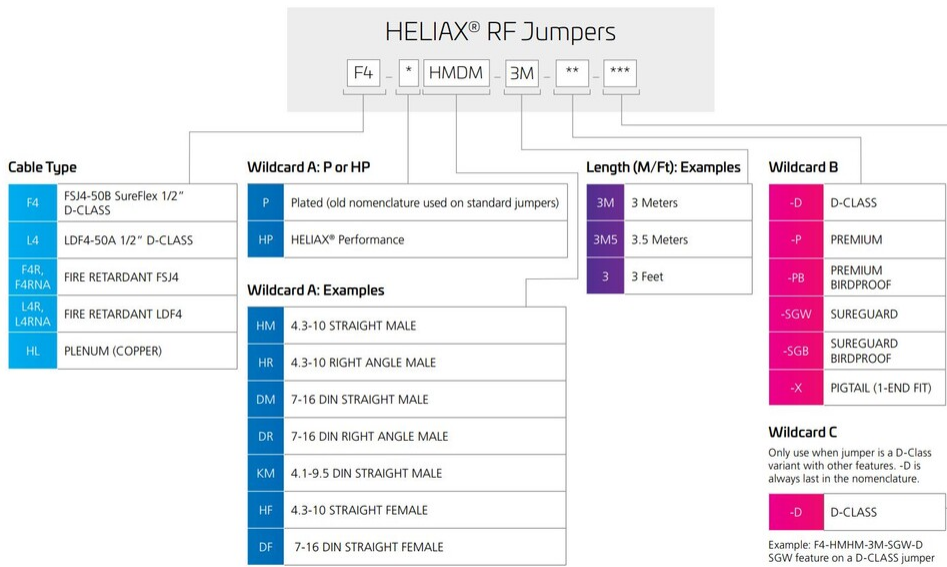 HELIAX® RF Jumpers
F4 - * HMDM - 3M - ** - ***
Cable Type
F4
FSJ4-50B SureFlex 1/2"
D-CLASS
L4
LDF4-50A 1/2" D-CLASS
F4R,
F4RNA
FIRE RETARDANT FSJ4
L4R,
L4RNA
FIRE RETARDANT LDF4
HL
PLENUM (COPPER)
Wildcard A: P or HP
P
Plated (old nomenclature used on standard jumpers)
HP
HELIAX® Performance
Wildcard A: Examples
HM
4.3-10 STRAIGHT MALE
HR
4.3-10 RIGHT ANGLE MALE
DM
7-16 DIN STRAIGHT MALE
DR
7-16 DIN RIGHT ANGLE MALE
KM
4.1-9.5 DIN STRAIGHT MALE
HF
4.3-10 STRAIGHT FEMALE
DF
7-16 DIN STRAIGHT FEMALE
Length (M/Ft): Examples
3M
3 Meters
3M5
3.5 Meters
3
3 Feet
Wildcard B
-D
D-CLASS
-P
PREMIUM
-PB
PREMIUM
BIRDPROOF
-SGW
SUREGUARD
-SGB
SUREGUARD
BIRDPROOF
-X
PIGTAIL (1-END FIT)
Wildcard C
Only use when jumper is a D-Class
variant with other features. -D is
always last in the nomenclature.
-D
D-CLASS
Example: F4-HMHM-3M-SGW-D
SGW feature on a D-CLASS jumper